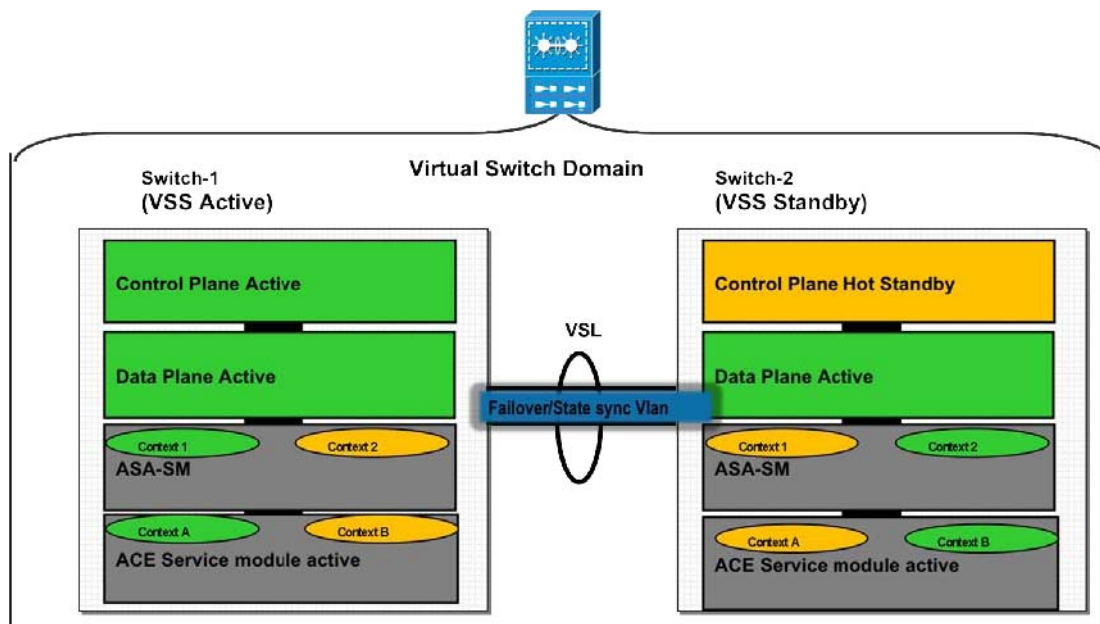 Virtual Switch Domain
Switch-1
(VSS Active)
Switch-2
(VSS Standby)
Control Plane Active
Data Plane Active
Context 1
Context 2
ASA-SM
Context A
Context B
ACE Service module active
VSL
Failover/State sync Vlan
Control Plane Hot Standby
Data Plane Active
Context 1
Context 2
ASA-SM
Context A
Context B
ACE Service module active